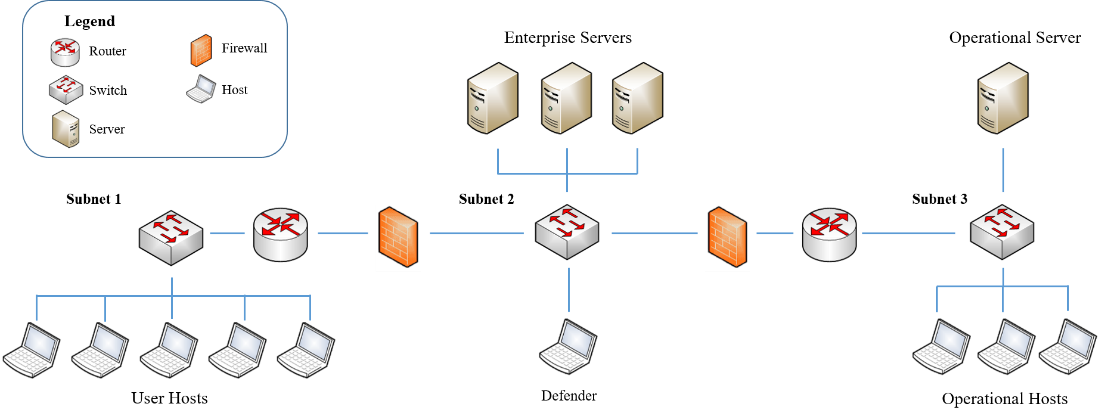 Legend
Router
Firewall
Switch
Host
Server
Enterprise Servers
Operational Server
Subnet 1
Subnet 2
Subnet 3
User Hosts
Defender
Operational Hosts